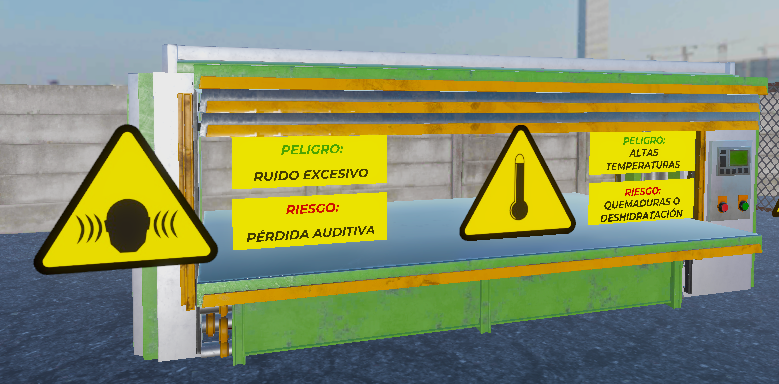 PELIGRO:
RUIDO EXCESIVO
RIESGO:
PÉRDIDA AUDITIVA
PELIGRO:
ALTAS
TEMPERATURAS
RIESGO:
QUEMADURAS O
DESHIDRATACIÓN